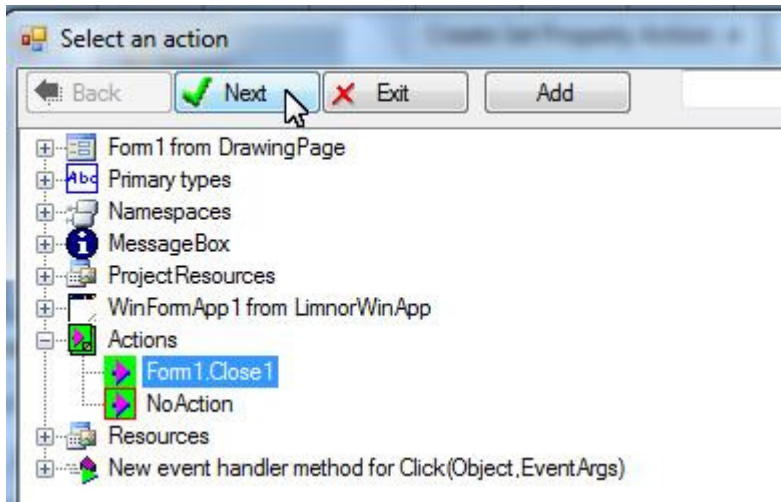 Select an action
Back Next Exit Add
Form1 from DrawingPage
Abc Primary types
Namespaces
MessageBox
ProjectResources
WinFormApp1 from LimnorWinApp
Actions
Form1.Close1
NoAction
Resources
New event handler method for Click(Object,EventArgs)